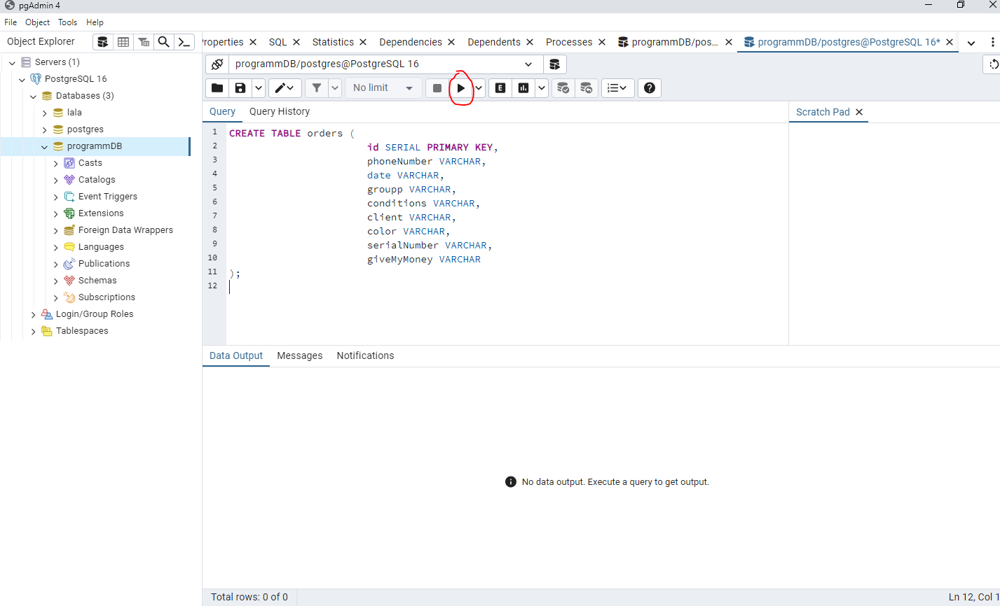 pgAdmin 4
File Object Tools Help
Object Explorer
Properties SQL Statistics Dependencies Dependents Processes programmDB/pos... programmDB/postgres@PostgreSQL 16*
programmDB/postgres@PostgreSQL 16
No limit
E
Servers (1)
PostgreSQL 16
Databases (3)
lala
postgres
programmDB
Casts
Catalogs
Event Triggers
Extensions
Foreign Data Wrappers
Languages
Publications
Schemas
Subscriptions
Login/Group Roles
Tablespaces
Query Query History
Scratch Pad
1 CREATE TABLE orders (
2 id SERIAL PRIMARY KEY,
3 phoneNumber VARCHAR,
4 date VARCHAR,
5 groupp VARCHAR,
6 conditions VARCHAR,
7 client VARCHAR,
8 color VARCHAR,
9 serialNumber VARCHAR,
10 giveMyMoney VARCHAR
11 );
12
Data Output Messages Notifications
No data output. Execute a query to get output.
Total rows: 0 of 0
Ln 12, Col 1